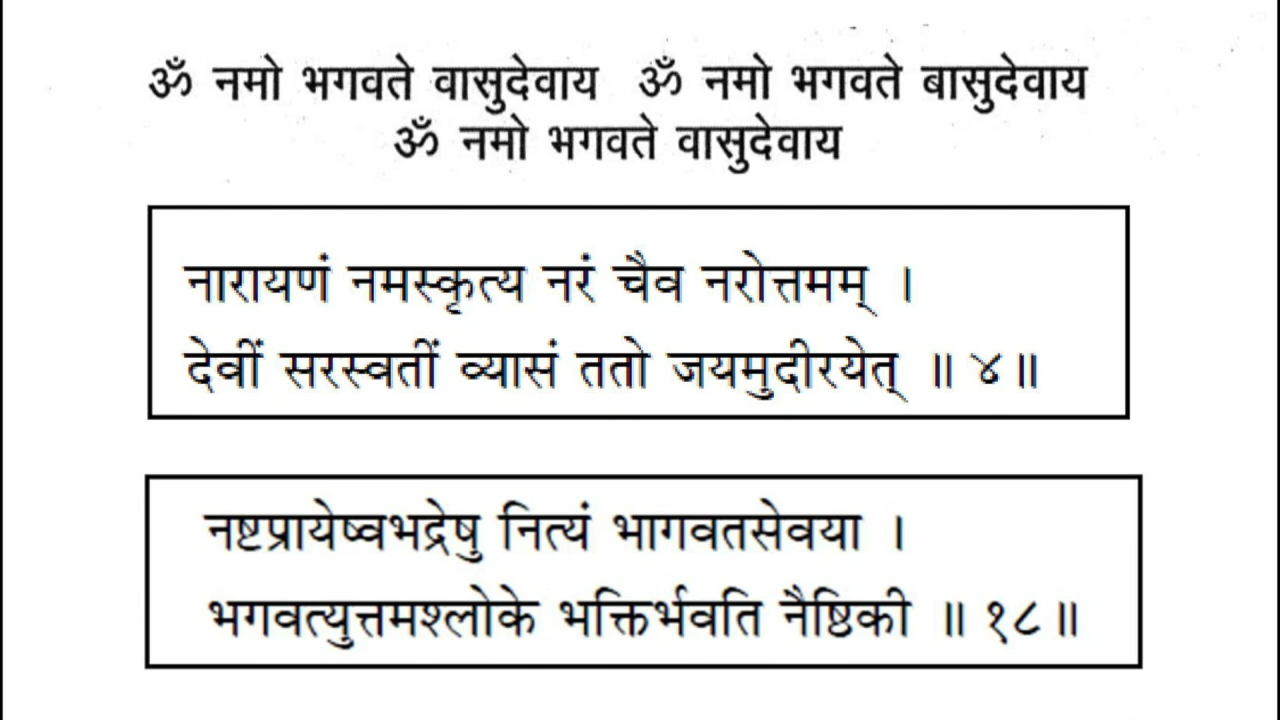 ॐ नमो भगवते वासुदेवाय ॐ नमो भगवते बासुदेवाय
ॐ नमो भगवते वासुदेवाय
नारायणं नमस्कृत्य नरं चैव नरोत्तमम् ।
देवीं सरस्वतीं व्यासं ततो जयमुदीरयेत् ॥ ४॥
नष्टप्रायेष्वभद्रेषु नित्यं भागवतसेवया ।
भगवत्युत्तमश्लोके भक्तिर्भवति नैष्ठिकी ॥ १८॥